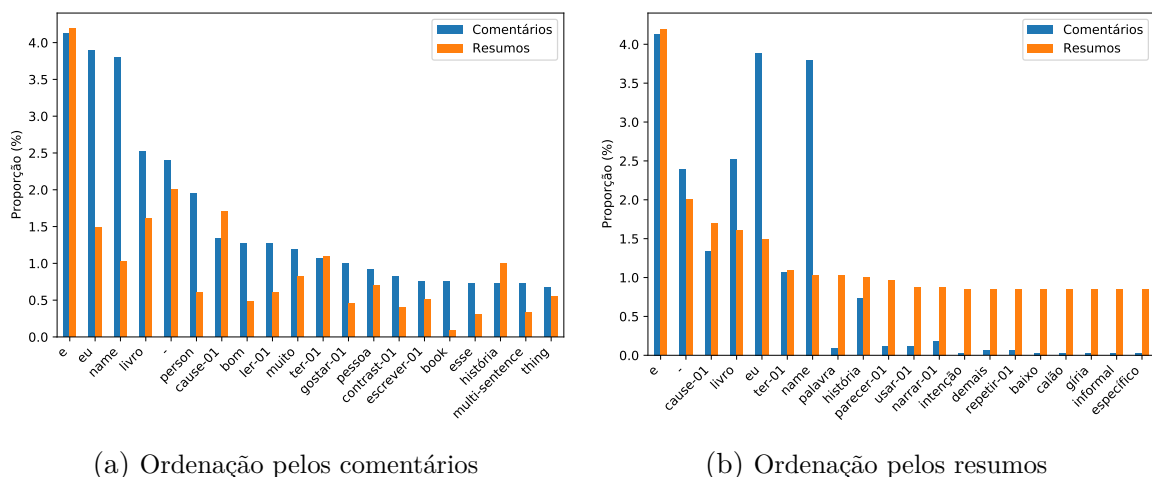 Comentários
Resumos
Proporção (%)
4.0
3.5
3.0
2.5
2.0
1.5
1.0
0.5
0.0
e
eu
name
livro
-
person
cause-01
bom
ler-01
muito
ter-01
gostar-01
pessoa
contrast-01
escrever-01
book
esse
história
multi-sentence
thing
(a) Ordenação pelos comentários
Comentários
Resumos
Proporção (%)
4.0
3.5
3.0
2.5
2.0
1.5
1.0
0.5
0.0
e
-
cause-01
livro
eu
ter-01
name
palavra
história
parecer-01
usar-01
narrar-01
intenção
demais
repetir-01
baixo
calão
gíria
informal
específico
(b) Ordenação pelos resumos